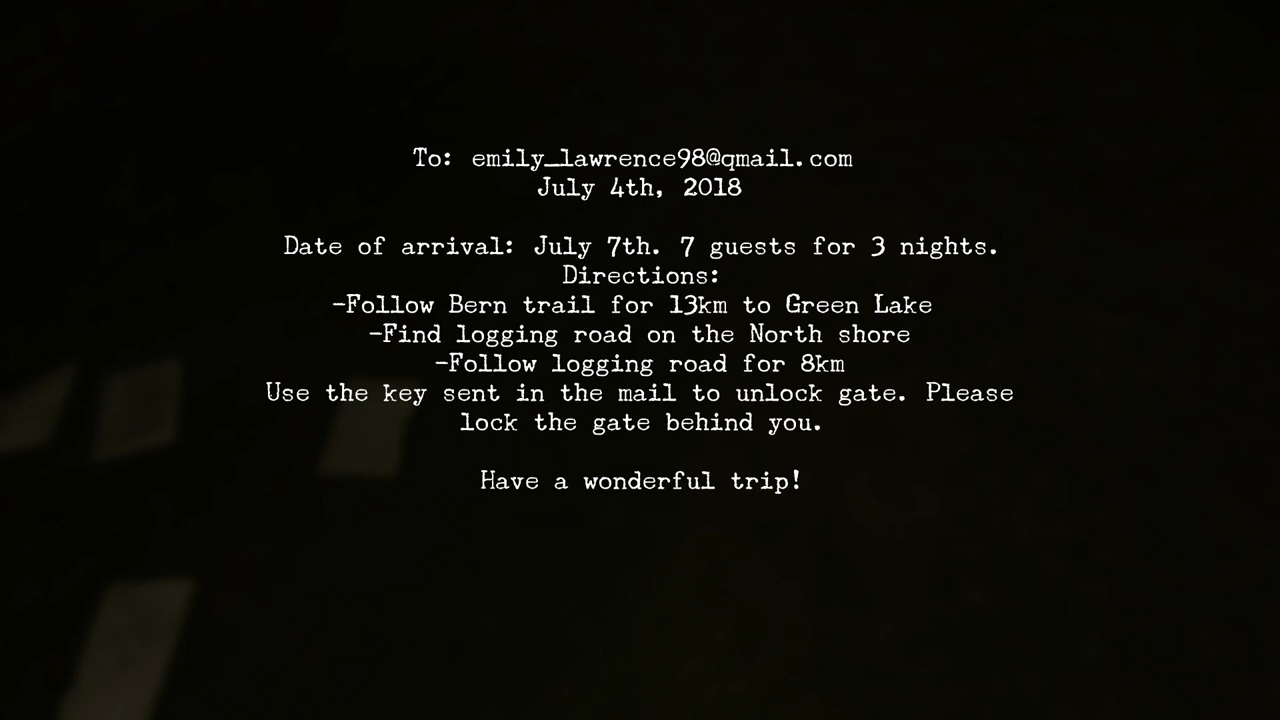 To: emily_lawrence98@qmail.com
July 4th, 2018
Date of arrival: July 7th. 7 guests for 3 nights.
Directions:
-Follow Bern trail for 13km to Green Lake
-Find logging road on the North shore
-Follow logging road for 8km
Use the key sent in the mail to unlock gate. Please
lock the gate behind you.
Have a wonderful trip!